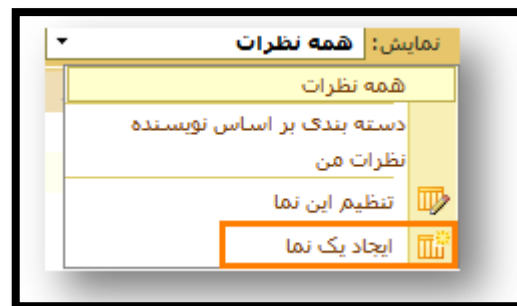 نمایش: همه نظرات
همه نظرات
دسته بندی بر اساس نویسنده
نظرات من
تنظیم این نما
ایجاد یک نما